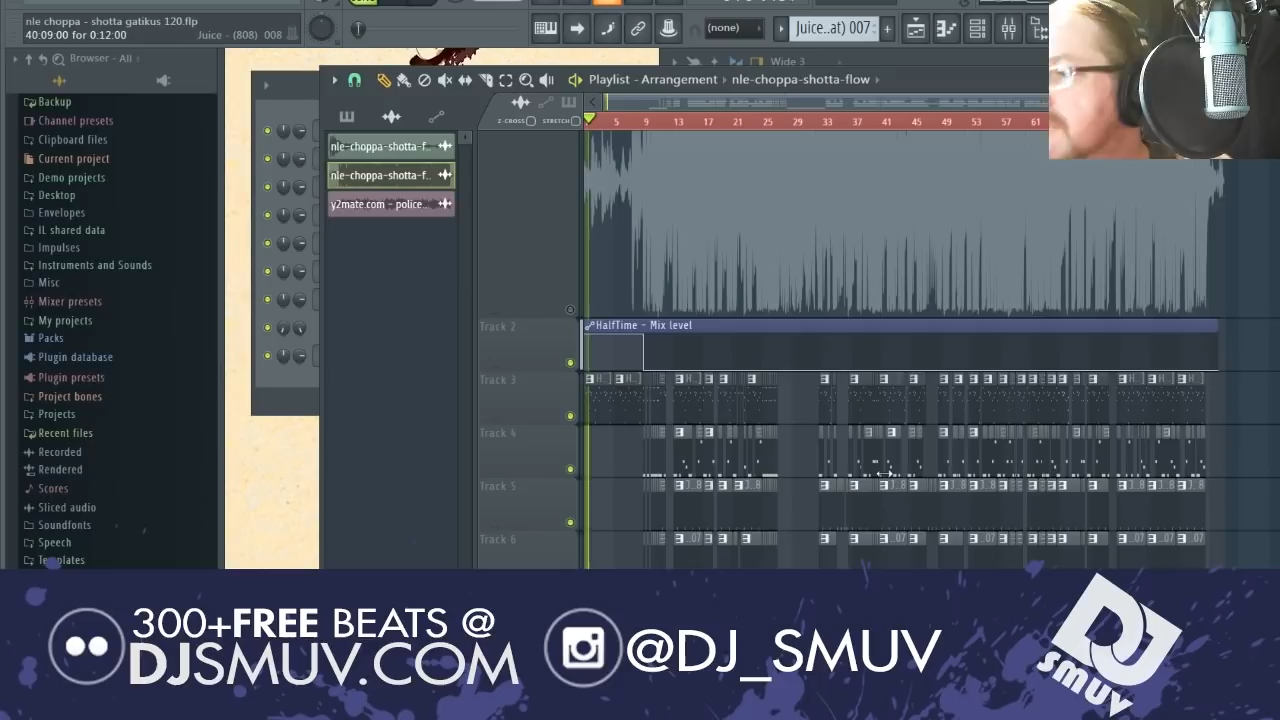 nle choppa - shotta gatikus 120.flp
40:09:00 for 0:12:00
Juice - (808) 008
(none)
Juice..at) 007
Browser - All
Wide 3
Playlist - Arrangement
nle-choppa-shotta-flow
Z-CROSS
STRETCH
5 9 13 17 21 25 29 33 37 41 45 49 53 57 61
Backup
Channel presets
Clipboard files
Current project
Demo projects
Desktop
Envelopes
IL shared data
Impulses
Instruments and Sounds
Misc
Mixer presets
My projects
Packs
Plugin database
Plugin presets
Project bones
Projects
Recent files
Recorded
Rendered
Scores
Sliced audio
Soundfonts
Speech
Templates
nle-choppa-shotta-f..
nle-choppa-shotta-f..
y2mate.com - police...
Track 2
HalfTime - Mix level
Track 3
Track 4
Track 5
Track 6
300+FREE BEATS @
DJSMUV.COM
@DJ_SMUV
DJ
SMUV